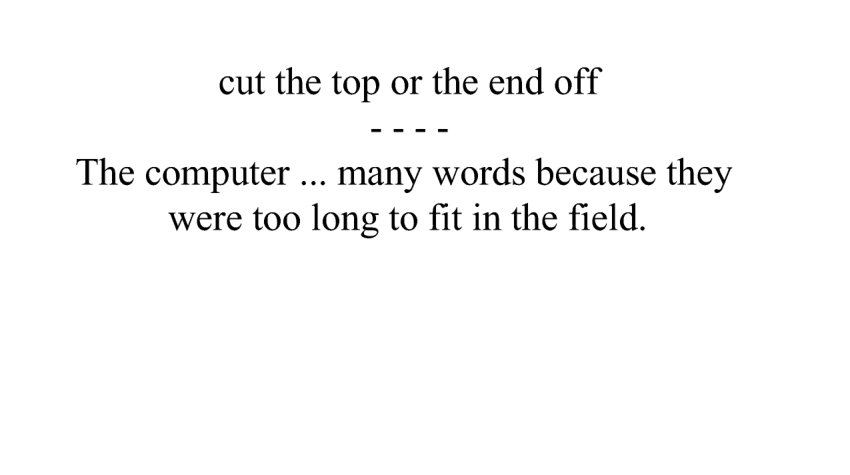 cut the top or the end off
- - - -
The computer ... many words because they
were too long to fit in the field.